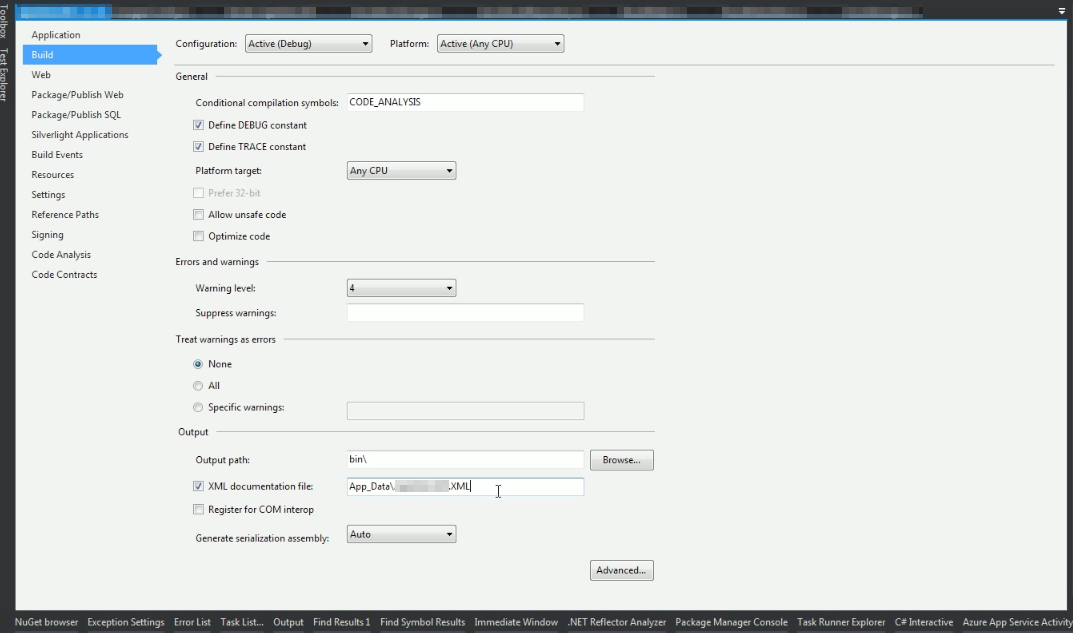 Toolbox
Test Explorer
Application
Build
Web
Package/Publish Web
Package/Publish SQL
Silverlight Applications
Build Events
Resources
Settings
Reference Paths
Signing
Code Analysis
Code Contracts
Configuration: Active (Debug) Platform: Active (Any CPU)
General
Conditional compilation symbols: CODE_ANALYSIS
Define DEBUG constant
Define TRACE constant
Platform target: Any CPU
Prefer 32-bit
Allow unsafe code
Optimize code
Errors and warnings
Warning level: 4
Suppress warnings:
Treat warnings as errors
None
All
Specific warnings:
Output
Output path: bin\ Browse...
XML documentation file: App_Data\ .XML
Register for COM interop
Generate serialization assembly: Auto
Advanced...
NuGet browser Exception Settings Error List Task List... Output Find Results 1 Find Symbol Results Immediate Window .NET Reflector Analyzer Package Manager Console Task Runner Explorer C# Interactive Azure App Service Activity